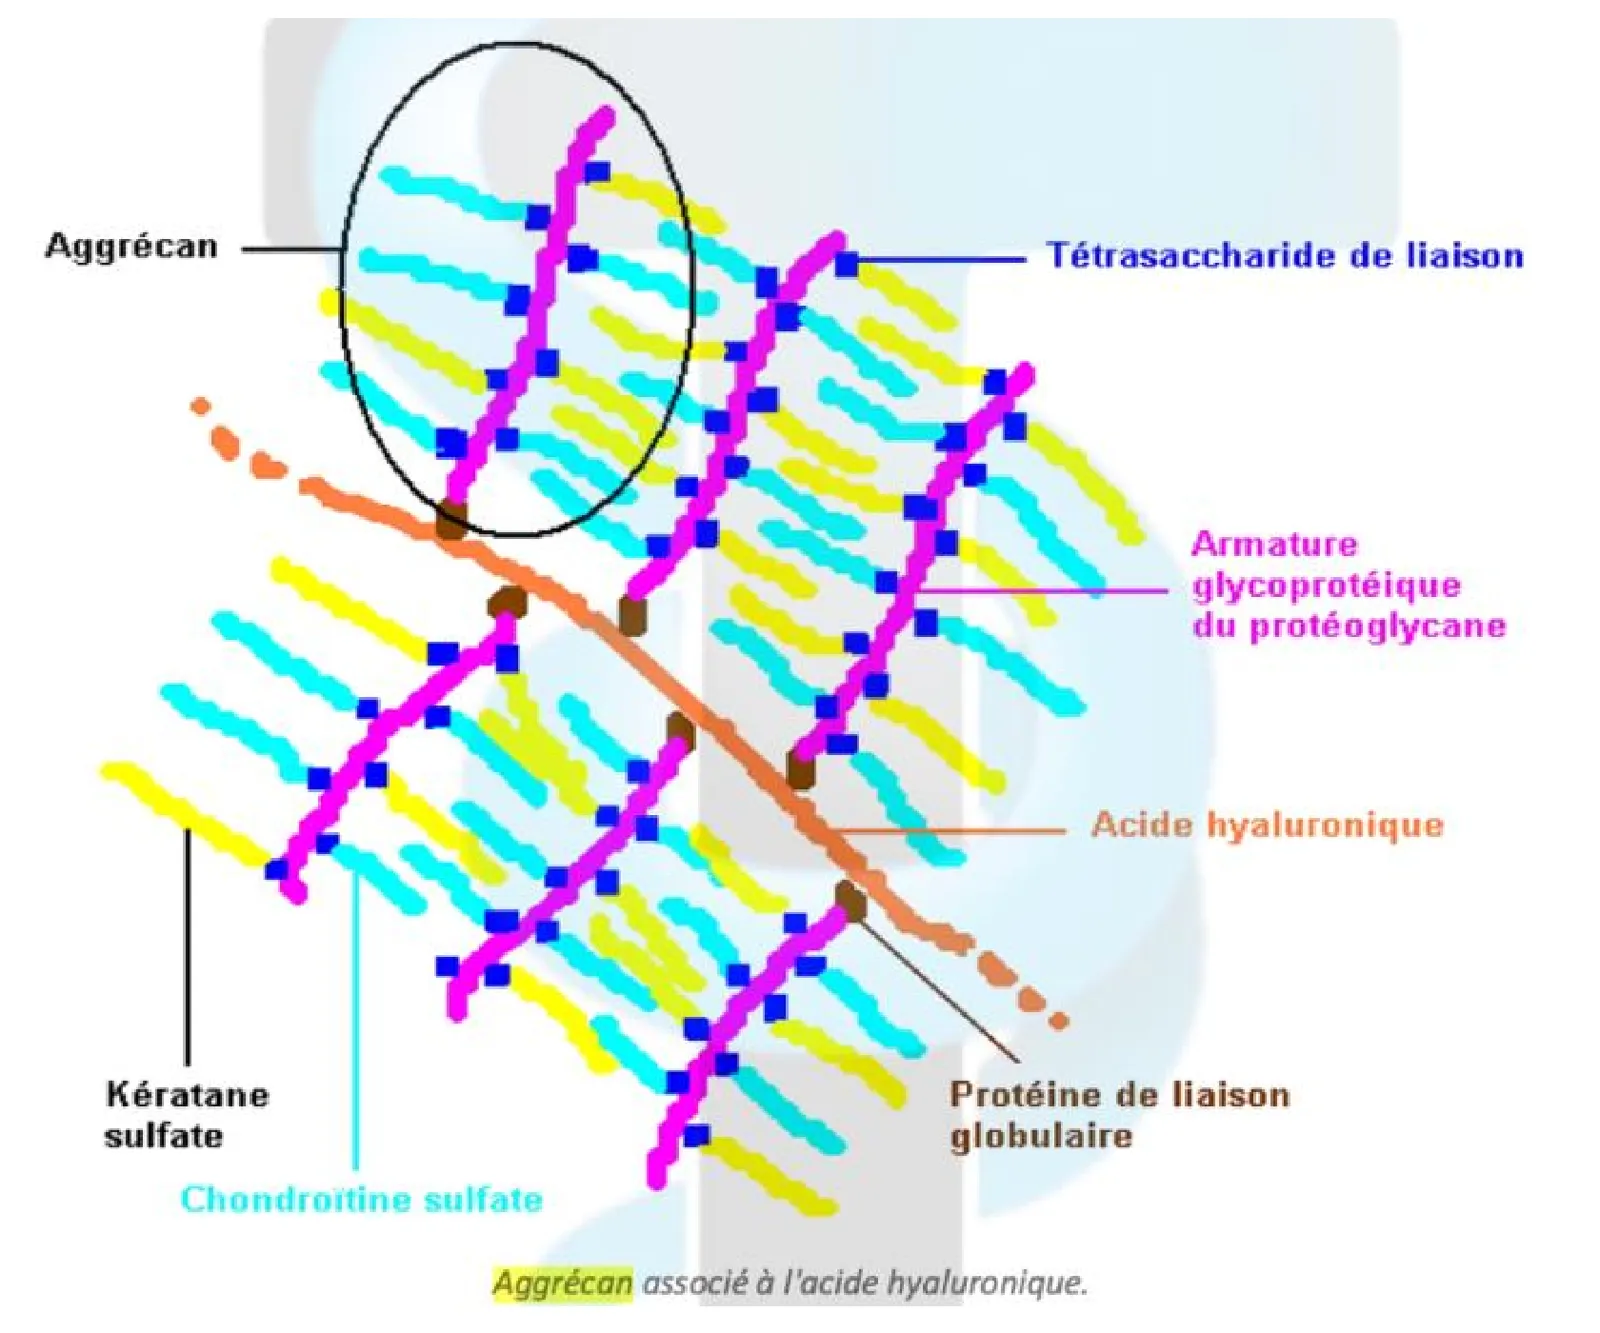 Aggrécan
Tétrasaccharide de liaison
Armature
glycoprotéique
du protéoglycane
Acide hyaluronique
Kératane
sulfate
Protéine de liaison
globulaire
Chondroïtine sulfate
Aggrécan associé à l'acide hyaluronique.